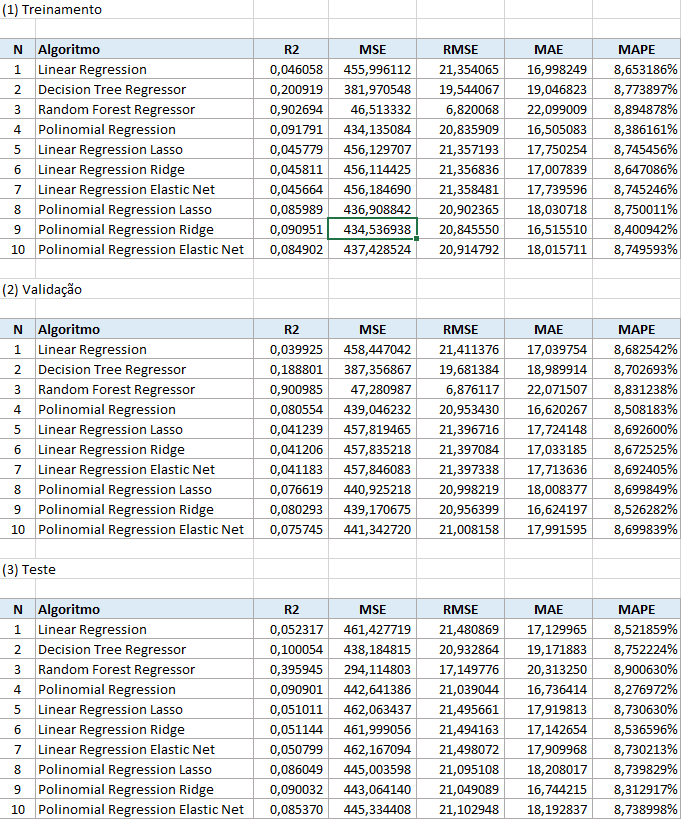 (1) Treinamento
N Algoritmo R2 MSE RMSE MAE MAPE
1 Linear Regression 0,046058 455,996112 21,354065 16,998249 8,653186%
2 Decision Tree Regressor 0,200919 381,970548 19,544067 19,046823 8,773897%
3 Random Forest Regressor 0,902694 46,513332 6,820068 22,099009 8,894878%
4 Polinomial Regression 0,091791 434,135084 20,835909 16,505083 8,386161%
5 Linear Regression Lasso 0,045779 456,129707 21,357193 17,750254 8,745456%
6 Linear Regression Ridge 0,045811 456,114425 21,356836 17,007839 8,647086%
7 Linear Regression Elastic Net 0,045664 456,184690 21,358481 17,739596 8,745246%
8 Polinomial Regression Lasso 0,085989 436,908842 20,902365 18,030718 8,750011%
9 Polinomial Regression Ridge 0,090951 434,536938 20,845550 16,515510 8,400942%
10 Polinomial Regression Elastic Net 0,084902 437,428524 20,914792 18,015711 8,749593%
(2) Validação
N Algoritmo R2 MSE RMSE MAE MAPE
1 Linear Regression 0,039925 458,447042 21,411376 17,039754 8,682542%
2 Decision Tree Regressor 0,188801 387,356867 19,681384 18,989914 8,702693%
3 Random Forest Regressor 0,900985 47,280987 6,876117 22,071507 8,831238%
4 Polinomial Regression 0,080554 439,046232 20,953430 16,620267 8,508183%
5 Linear Regression Lasso 0,041239 457,819465 21,396716 17,724148 8,692600%
6 Linear Regression Ridge 0,041206 457,835218 21,397084 17,033185 8,672525%
7 Linear Regression Elastic Net 0,041183 457,846083 21,397338 17,713636 8,692405%
8 Polinomial Regression Lasso 0,076619 440,925218 20,998219 18,008377 8,699849%
9 Polinomial Regression Ridge 0,080293 439,170675 20,956399 16,624197 8,526282%
10 Polinomial Regression Elastic Net 0,075745 441,342720 21,008158 17,991595 8,699839%
(3) Teste
N Algoritmo R2 MSE RMSE MAE MAPE
1 Linear Regression 0,052317 461,427719 21,480869 17,129965 8,521859%
2 Decision Tree Regressor 0,100054 438,184815 20,932864 19,171883 8,752224%
3 Random Forest Regressor 0,395945 294,114803 17,149776 20,313250 8,900630%
4 Polinomial Regression 0,090901 442,641386 21,039044 16,736414 8,276972%
5 Linear Regression Lasso 0,051011 462,063437 21,495661 17,919813 8,730630%
6 Linear Regression Ridge 0,051144 461,999056 21,494163 17,142654 8,536596%
7 Linear Regression Elastic Net 0,050799 462,167094 21,498072 17,909968 8,730213%
8 Polinomial Regression Lasso 0,086049 445,003598 21,095108 18,208017 8,739829%
9 Polinomial Regression Ridge 0,090032 443,064140 21,049089 16,744215 8,312917%
10 Polinomial Regression Elastic Net 0,085370 445,334408 21,102948 18,192837 8,738998%